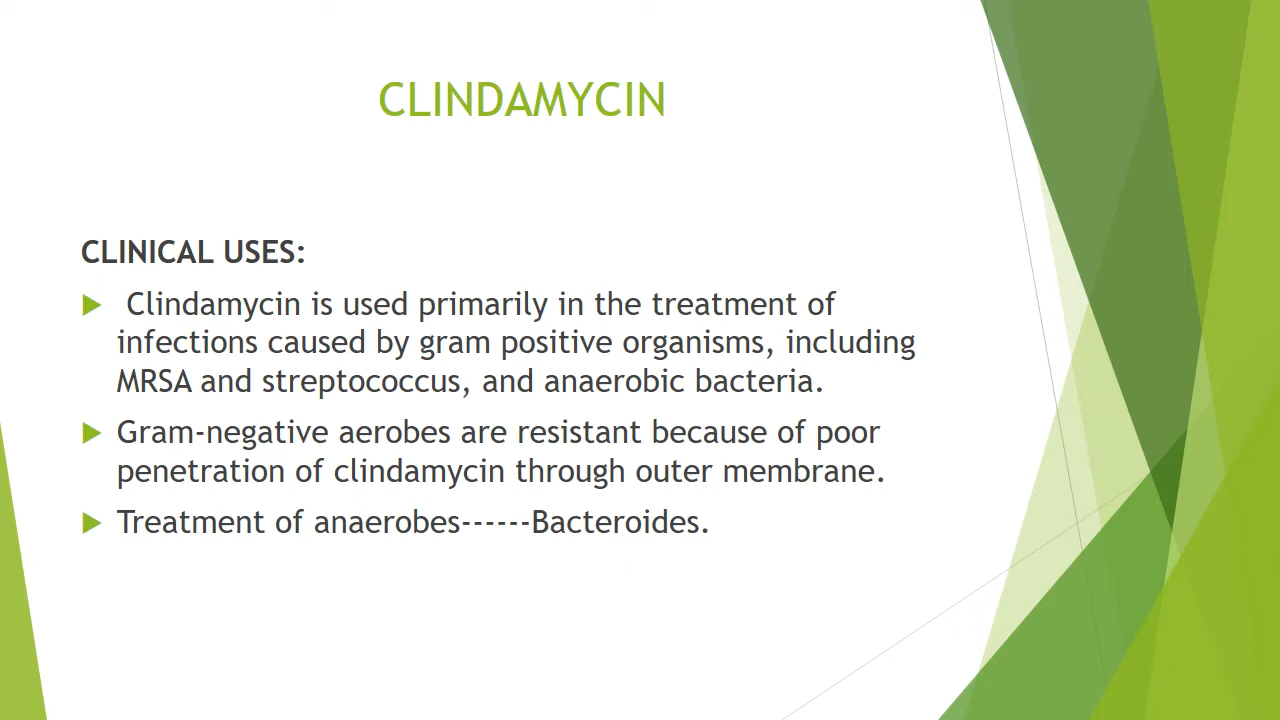 CLINDAMYCIN
CLINICAL USES:
Clindamycin is used primarily in the treatment of
infections caused by gram positive organisms, including
MRSA and streptococcus, and anaerobic bacteria.
Gram-negative aerobes are resistant because of poor
penetration of clindamycin through outer membrane.
Treatment of anaerobes------Bacteroides.